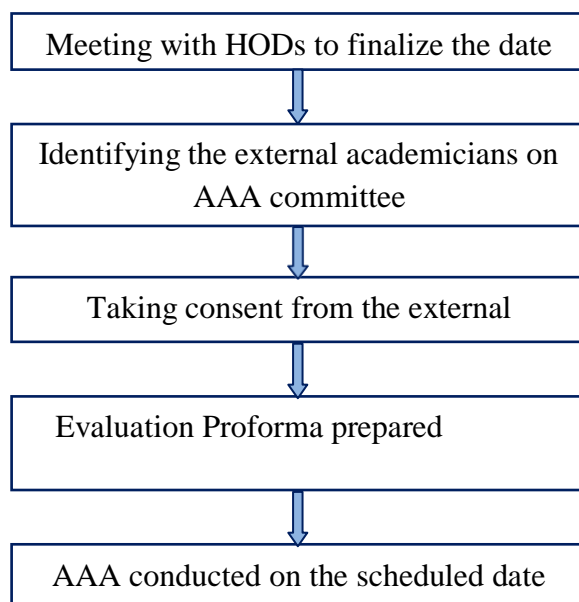 Meeting with HODs to finalize the date
Identifying the external academicians on
AAA committee
Taking consent from the external
Evaluation Proforma prepared
AAA conducted on the scheduled date